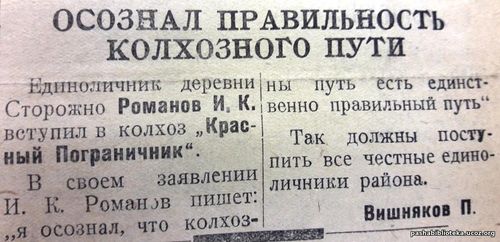 ОСОЗНАЛ ПРАВИЛЬНОСТЬ
КОЛХОЗНОГО ПУТИ
Единоличник деревни
Сторожно Романов И. К.
вступил в колхоз „Крас-
ный Пограничник".
В своем заявлении
И. К. Романов пишет:
„я осознал, что колхоз-
ны путь есть единст-
венно правильный путь"
Так должны посту-
пить все честные едино-
личники района.
Вишняков П.
pashabiblioteka.ucoz.org